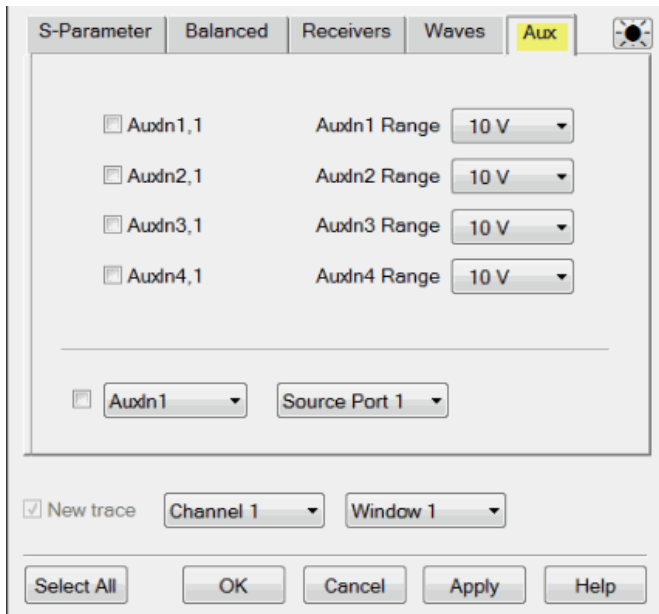 S-Parameter Balanced Receivers Waves Aux
AuxIn1,1 AuxIn1 Range 10 V
AuxIn2,1 AuxIn2 Range 10 V
AuxIn3,1 AuxIn3 Range 10 V
AuxIn4,1 AuxIn4 Range 10 V
AuxIn1 Source Port 1
New trace Channel 1 Window 1
Select All OK Cancel Apply Help